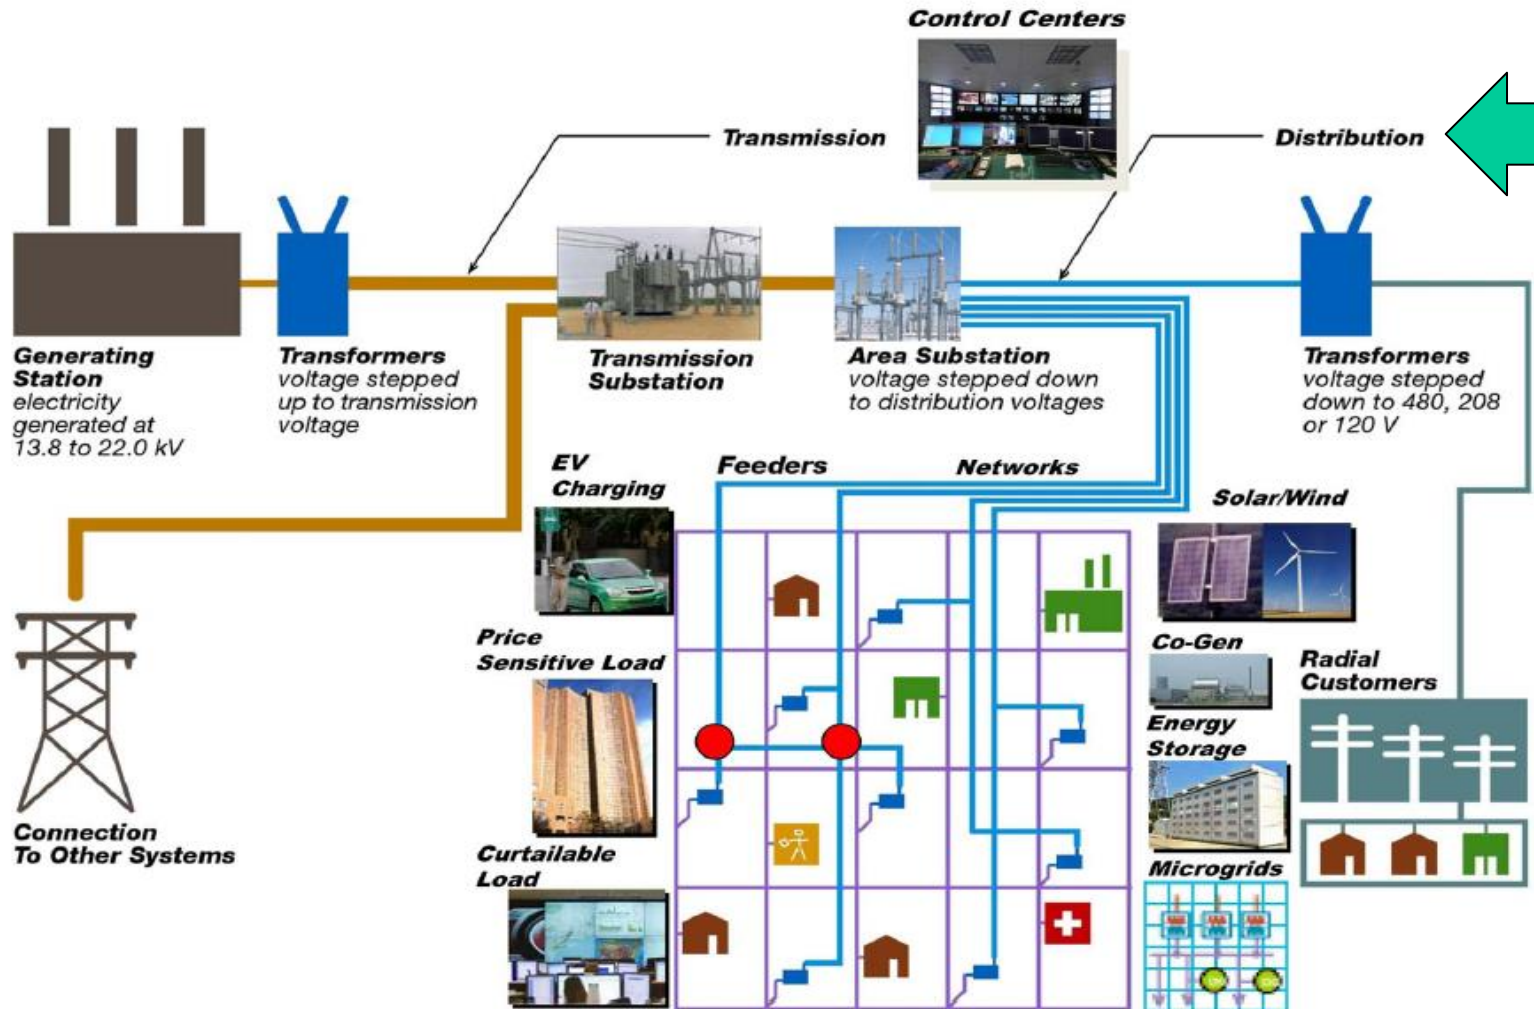 Control Centers
Transmission
Distribution
Generating
Station
electricity
generated at
13.8 to 22.0 kV
Transformers
voltage stepped
up to transmission
voltage
Transmission
Substation
Area Substation
voltage stepped down
to distribution voltages
Transformers
voltage stepped
down to 480, 208
or 120 V
EV
Charging
Feeders
Networks
Solar/Wind
Price
Sensitive Load
Co-Gen
Radial
Customers
Energy
Storage
Connection
To Other Systems
Curtailable
Load
Microgrids